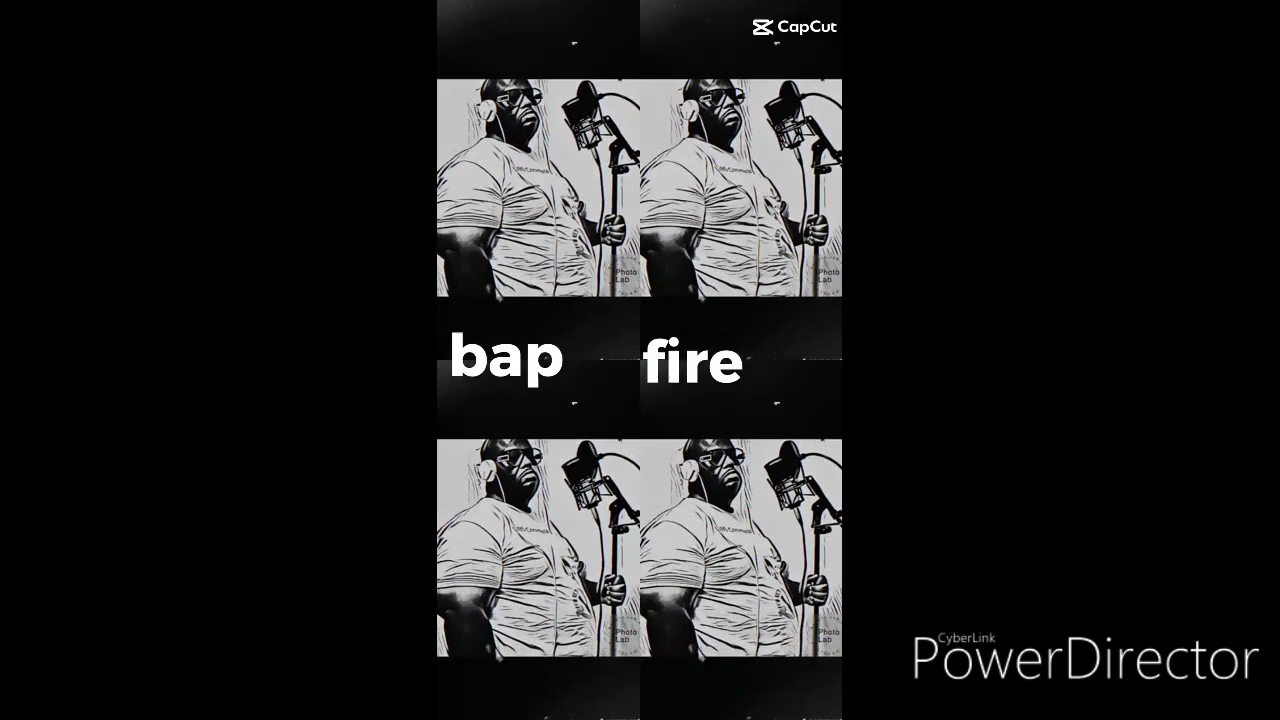 CapCut
Photo
Lab
Photo
Lab
bap fire
Photo
Lab
Photo
Lab
CyberLink
PowerDirector